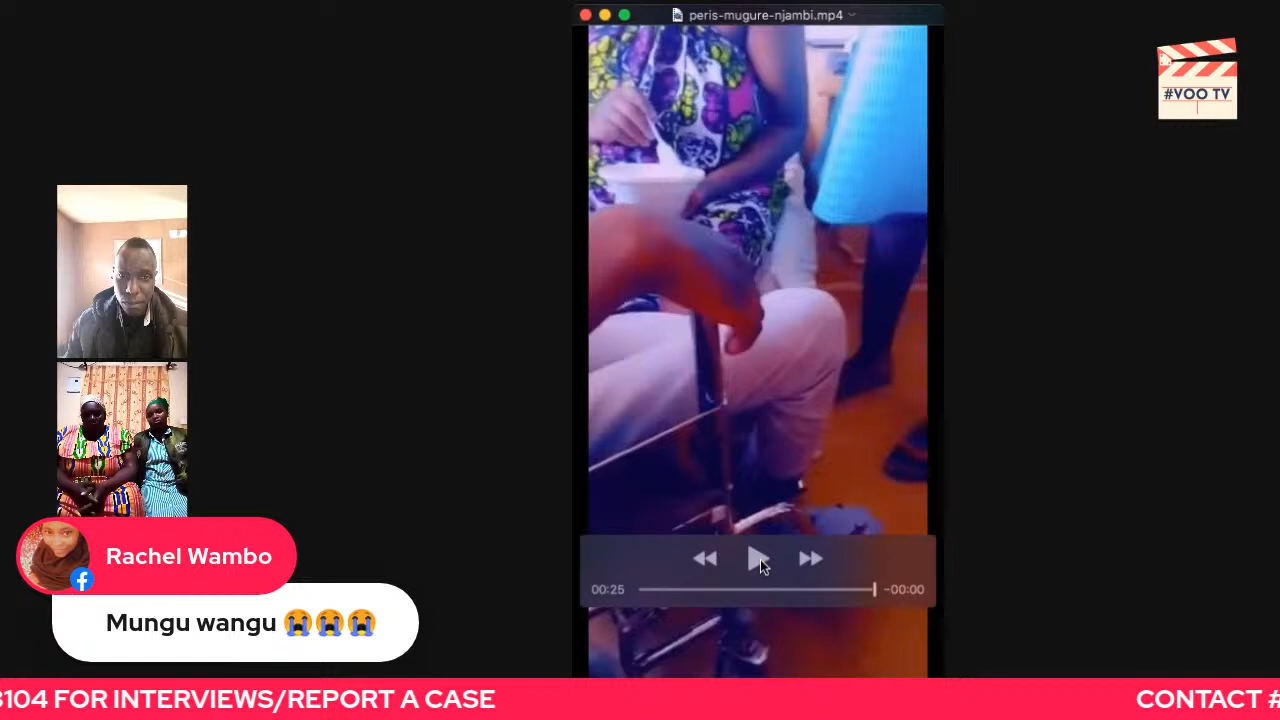 peris-mugure-njambi.mp4
#VOO TV
00:25
-00:00
Rachel Wambo
Mungu wangu 😭😭😭
3104 FOR INTERVIEWS/REPORT A CASE
CONTACT #